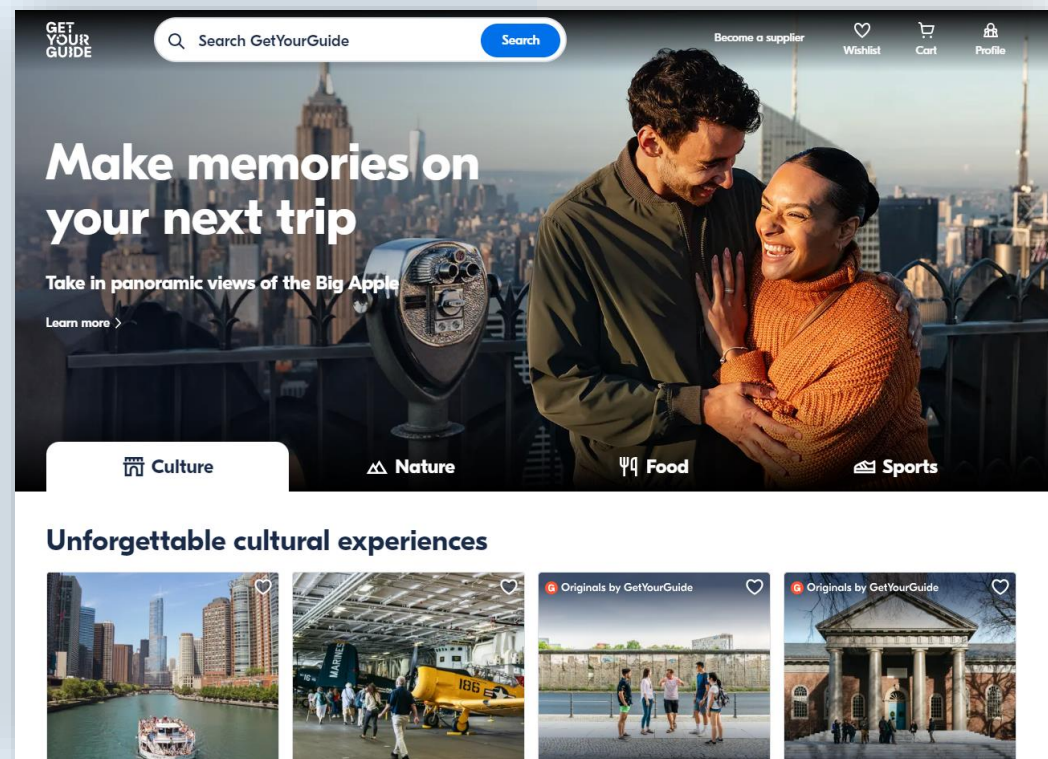 GET
YOUR
GUIDE
Search GetYourGuide
Search
Become a supplier
Wishlist
Cart
Profile
Make memories on
your next trip
Take in panoramic views of the Big Apple
Learn more
Culture
Nature
Food
Sports
Unforgettable cultural experiences
MARINES
186
G Originals by GetYourGuide
G Originals by GetYourGuide